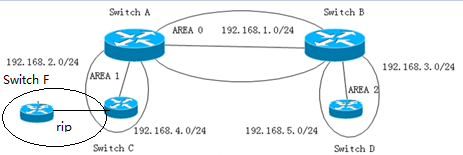 Switch A
Switch B
AREA 0
192.168.1.0/24
192.168.2.0/24
192.168.3.0/24
Switch F
AREA 1
AREA 2
rip
192.168.4.0/24
192.168.5.0/24
Switch C
Switch D